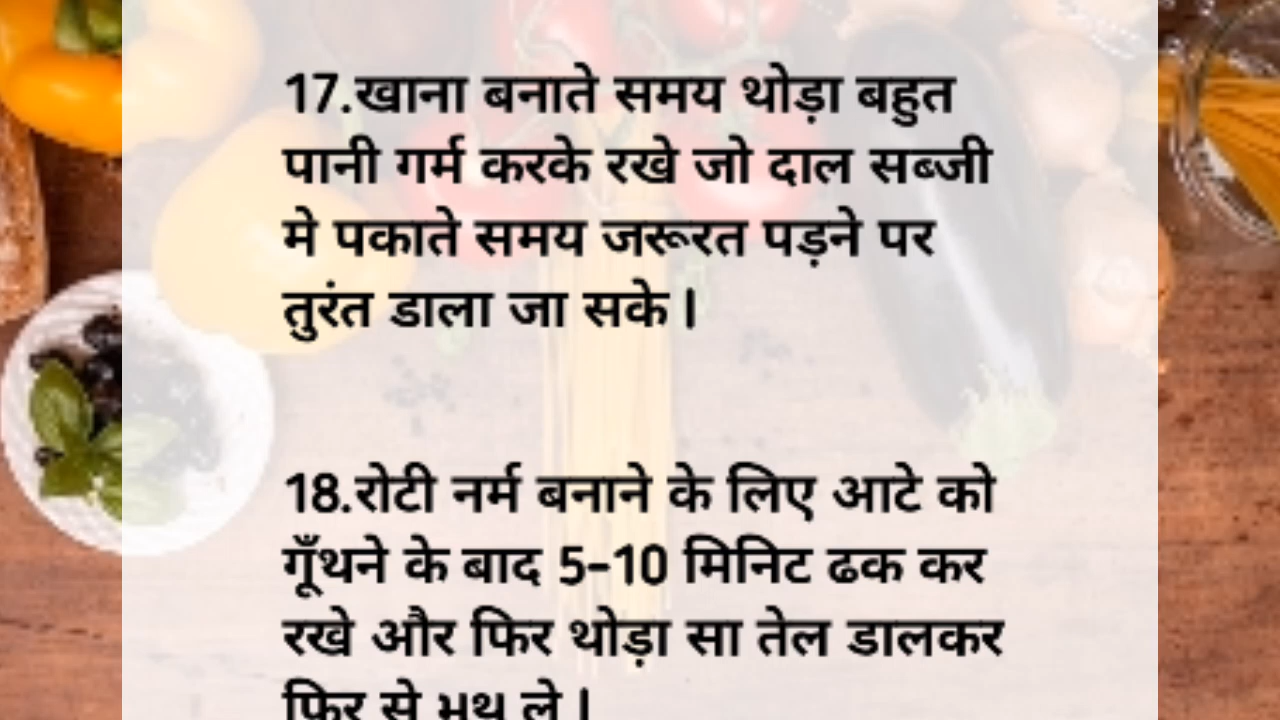 17.खाना बनाते समय थोड़ा बहुत
पानी गर्म करके रखे जो दाल सब्जी
मे पकाते समय जरूरत पड़ने पर
तुरंत डाला जा सके।
18.रोटी नर्म बनाने के लिए आटे को
गूँथने के बाद 5-10 मिनिट ढक कर
रखे और फिर थोड़ा सा तेल डालकर
फिर से ले।